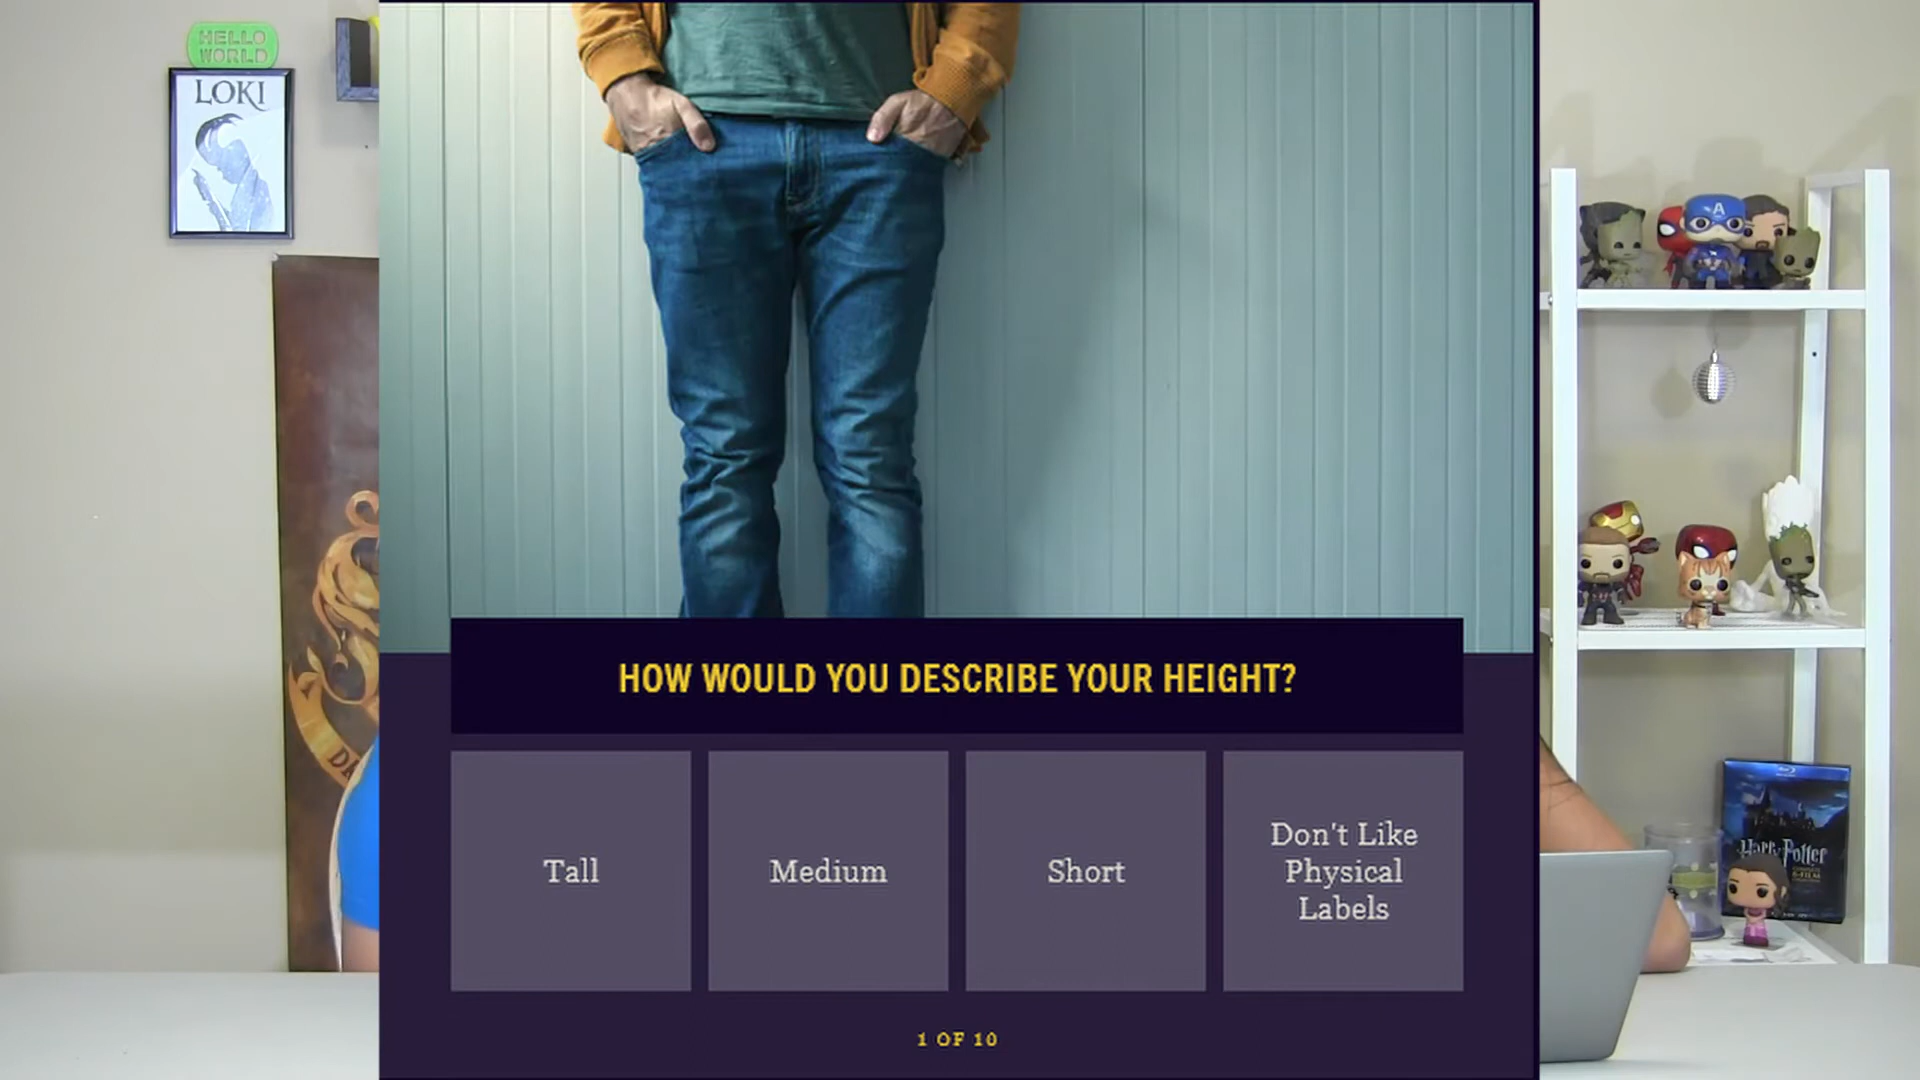 HELLO
WORLD
LOKI
A
HOW WOULD YOU DESCRIBE YOUR HEIGHT?
Tall
Medium
Short
Don't Like
Physical
Labels
1 OF 10
Harry Potter